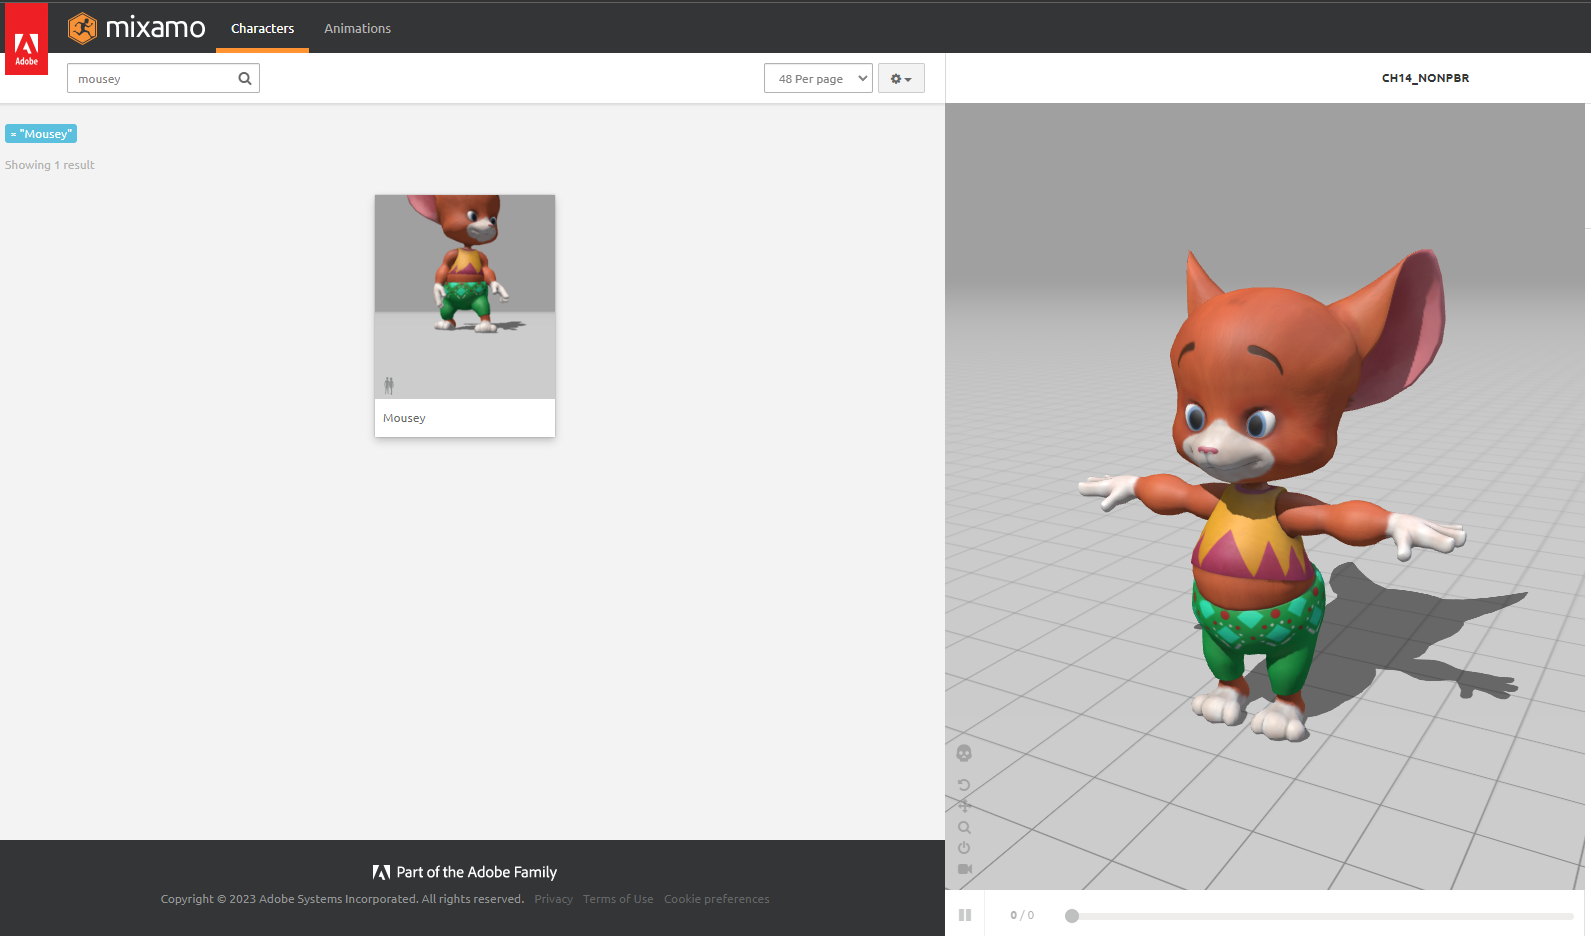 Adobe
mixamo
Characters
Animations
mousey
48 Per page
CH14_NONPBR
× "Mousey"
Showing 1 result
Mousey
Part of the Adobe Family
Copyright © 2023 Adobe Systems Incorporated. All rights reserved. Privacy Terms of Use Cookie preferences
0 / 0